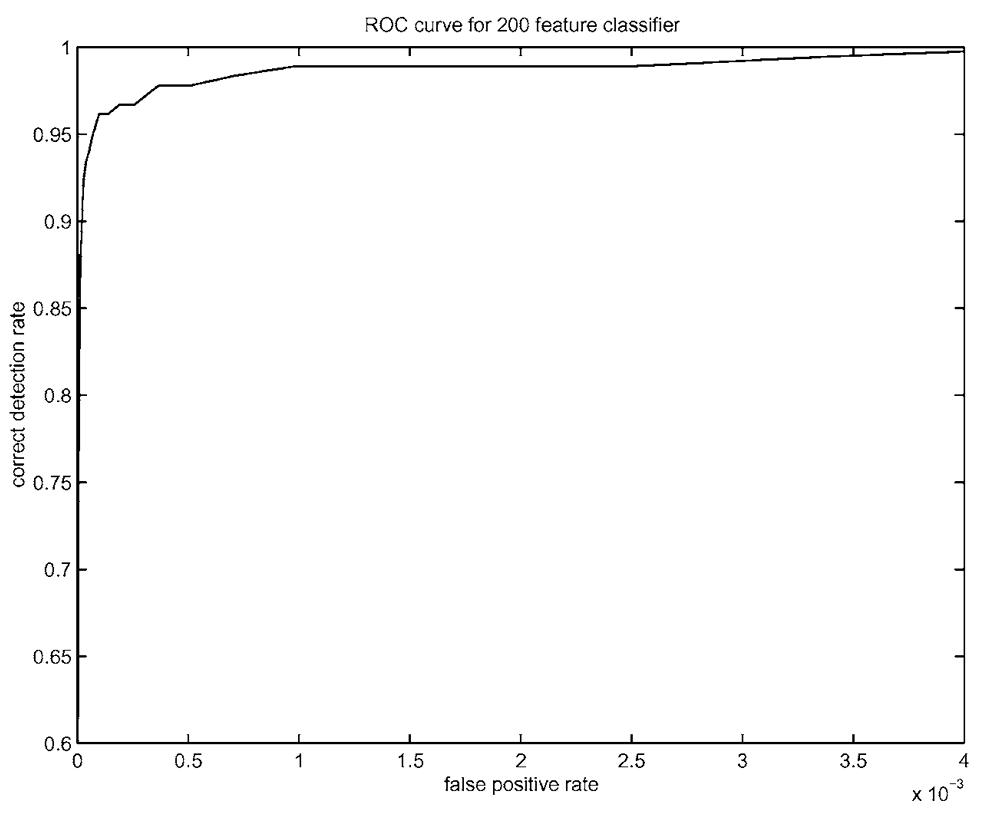 ROC curve for 200 feature classifier
1
0.95
0.9
0.85
0.8
0.75
0.7
0.65
0.6
correct detection rate
0 0.5 1 1.5 2 2.5 3 3.5 4
false positive rate
x 10⁻³